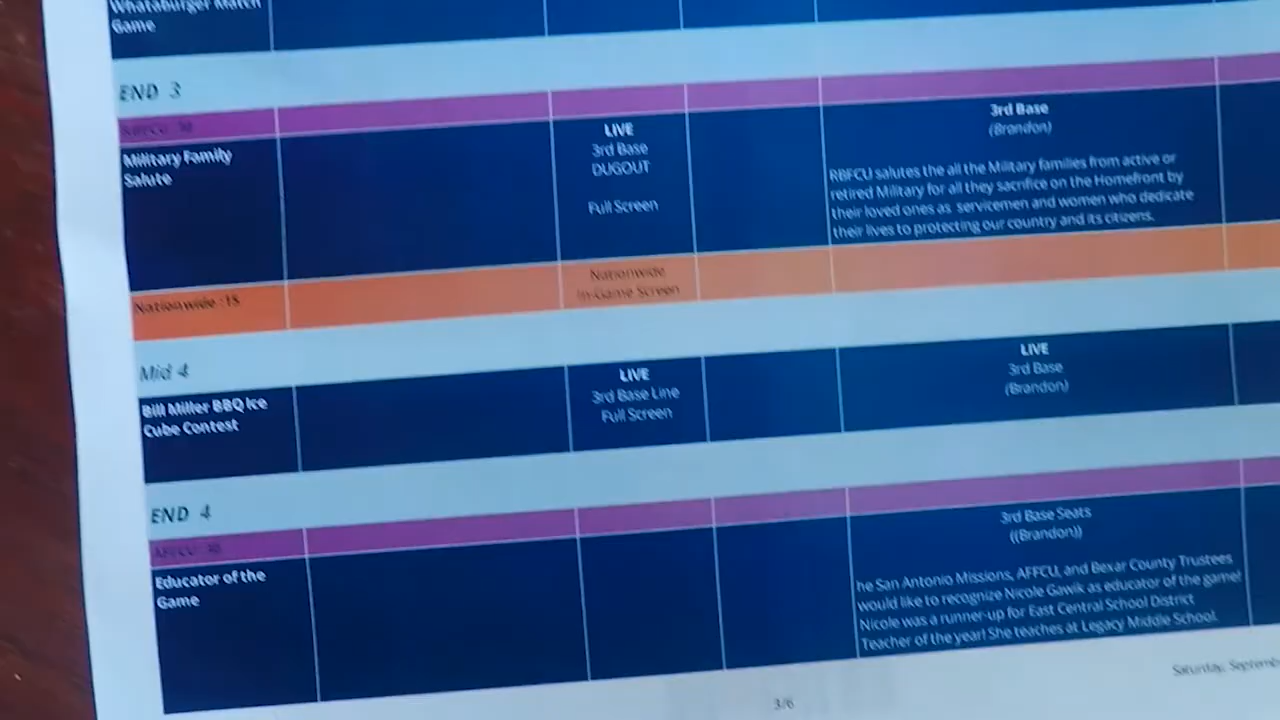 Whataburger Match
Game
END 3
Military Family
Salute
LIVE
3rd Base
DUGOUT
Full Screen
3rd Base
(Brandon)
RBFCU salutes the all the Military families from active or
retired Military for all they sacrifice on the Homefront by
their loved ones as servicemen and women who dedicate
their lives to protecting our country and its citizens.
Nationwide :15
Nationwide
In-Game Screen
Mid 4
Bill Miller BBQ Ice
Cube Contest
LIVE
3rd Base Line
Full Screen
LIVE
3rd Base
(Brandon)
END 4
AFFCU :30
Educator of the
Game
3rd Base Seats
((Brandon))
he San Antonio Missions, AFFCU, and Bexar County Trustees
would like to recognize Nicole Gawik as educator of the game!
Nicole was a runner-up for East Central School District
Teacher of the year! She teaches at Legacy Middle School.
Saturday,
3/6